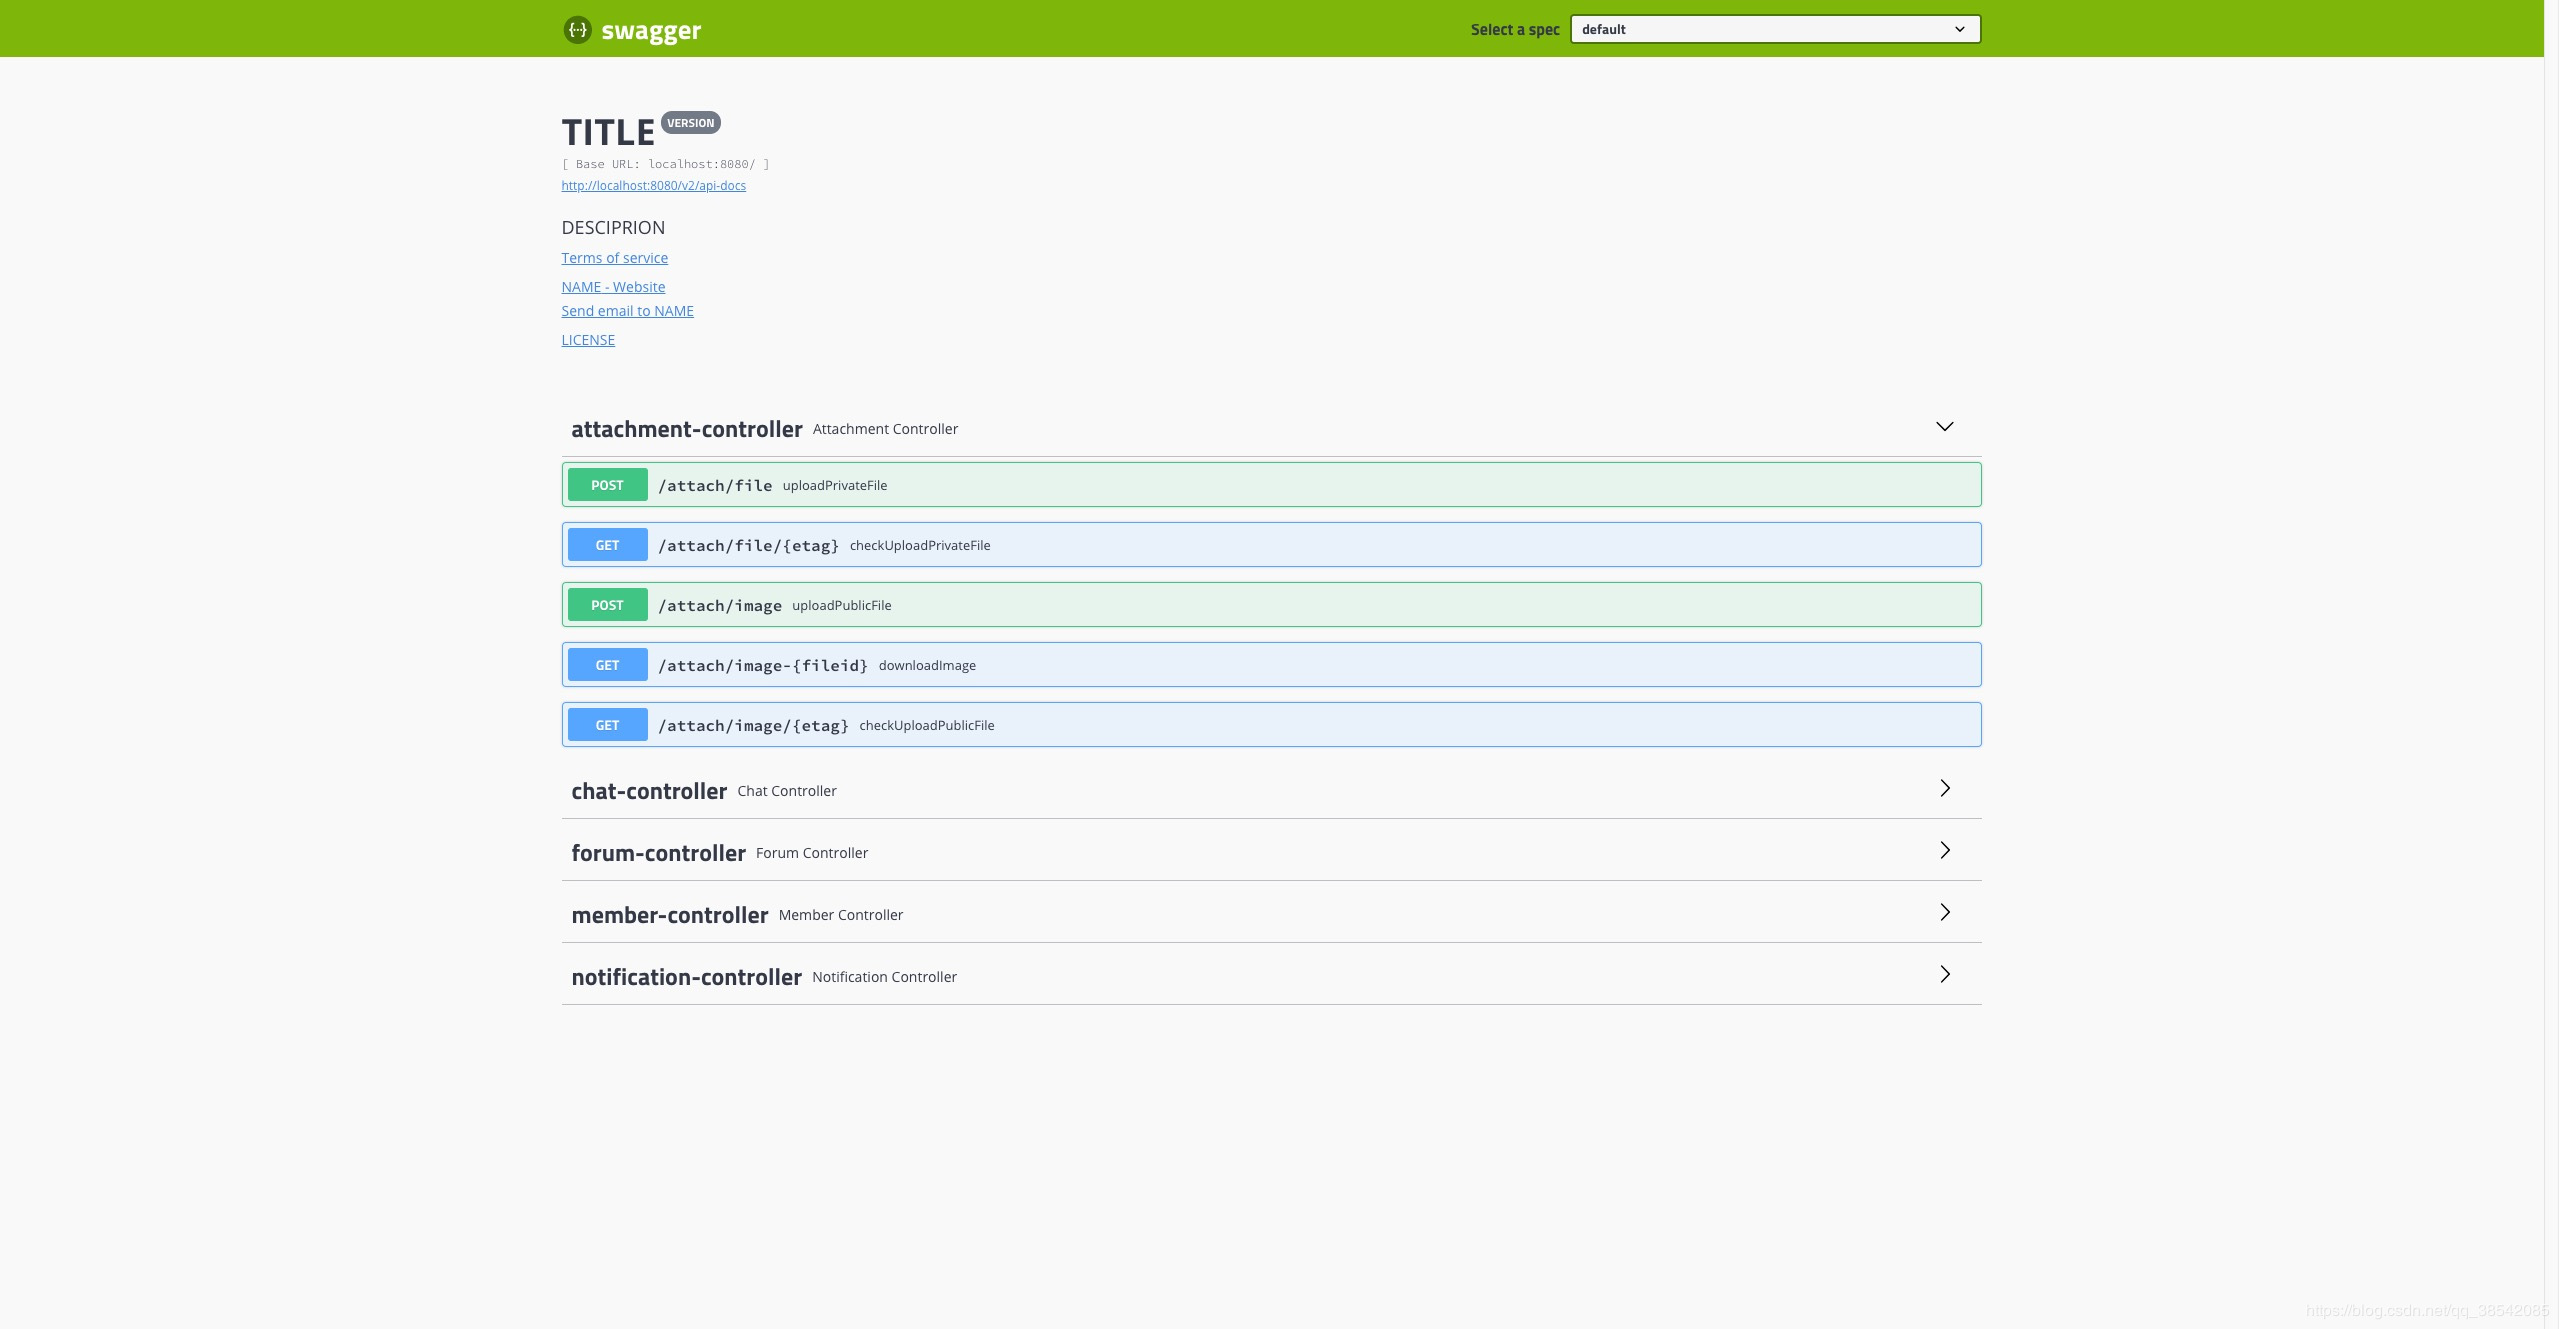 swagger
Select a spec default
TITLE VERSION
[ Base URL: localhost:8080/ ]
http://localhost:8080/v2/api-docs
DESCIPRION
Terms of service
NAME - Website
Send email to NAME
LICENSE
attachment-controller Attachment Controller
POST /attach/file uploadPrivateFile
GET /attach/file/{etag} checkUploadPrivateFile
POST /attach/image uploadPublicFile
GET /attach/image-{fileid} downloadImage
GET /attach/image/{etag} checkUploadPublicFile
chat-controller Chat Controller
forum-controller Forum Controller
member-controller Member Controller
notification-controller Notification Controller
https://blog.csdn.net/qq_38542085